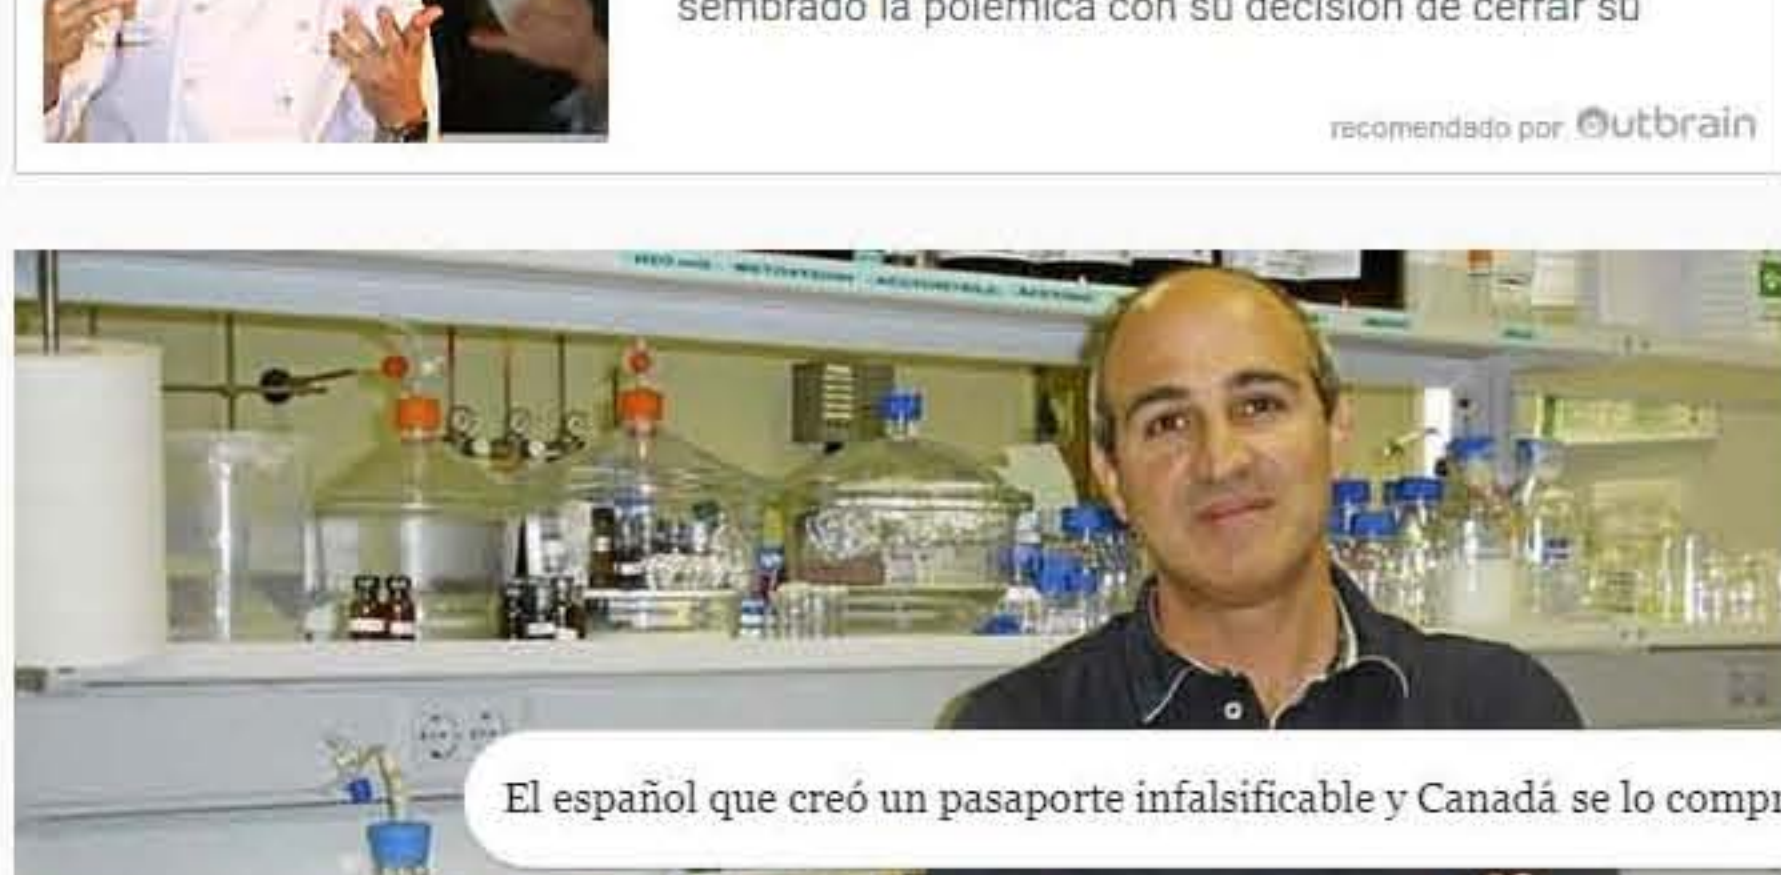 sembrado la polémica con su decisión de cerrar su
recomendado por Outbrain
El español que creó un pasaporte infalsificable y Canadá se lo compr